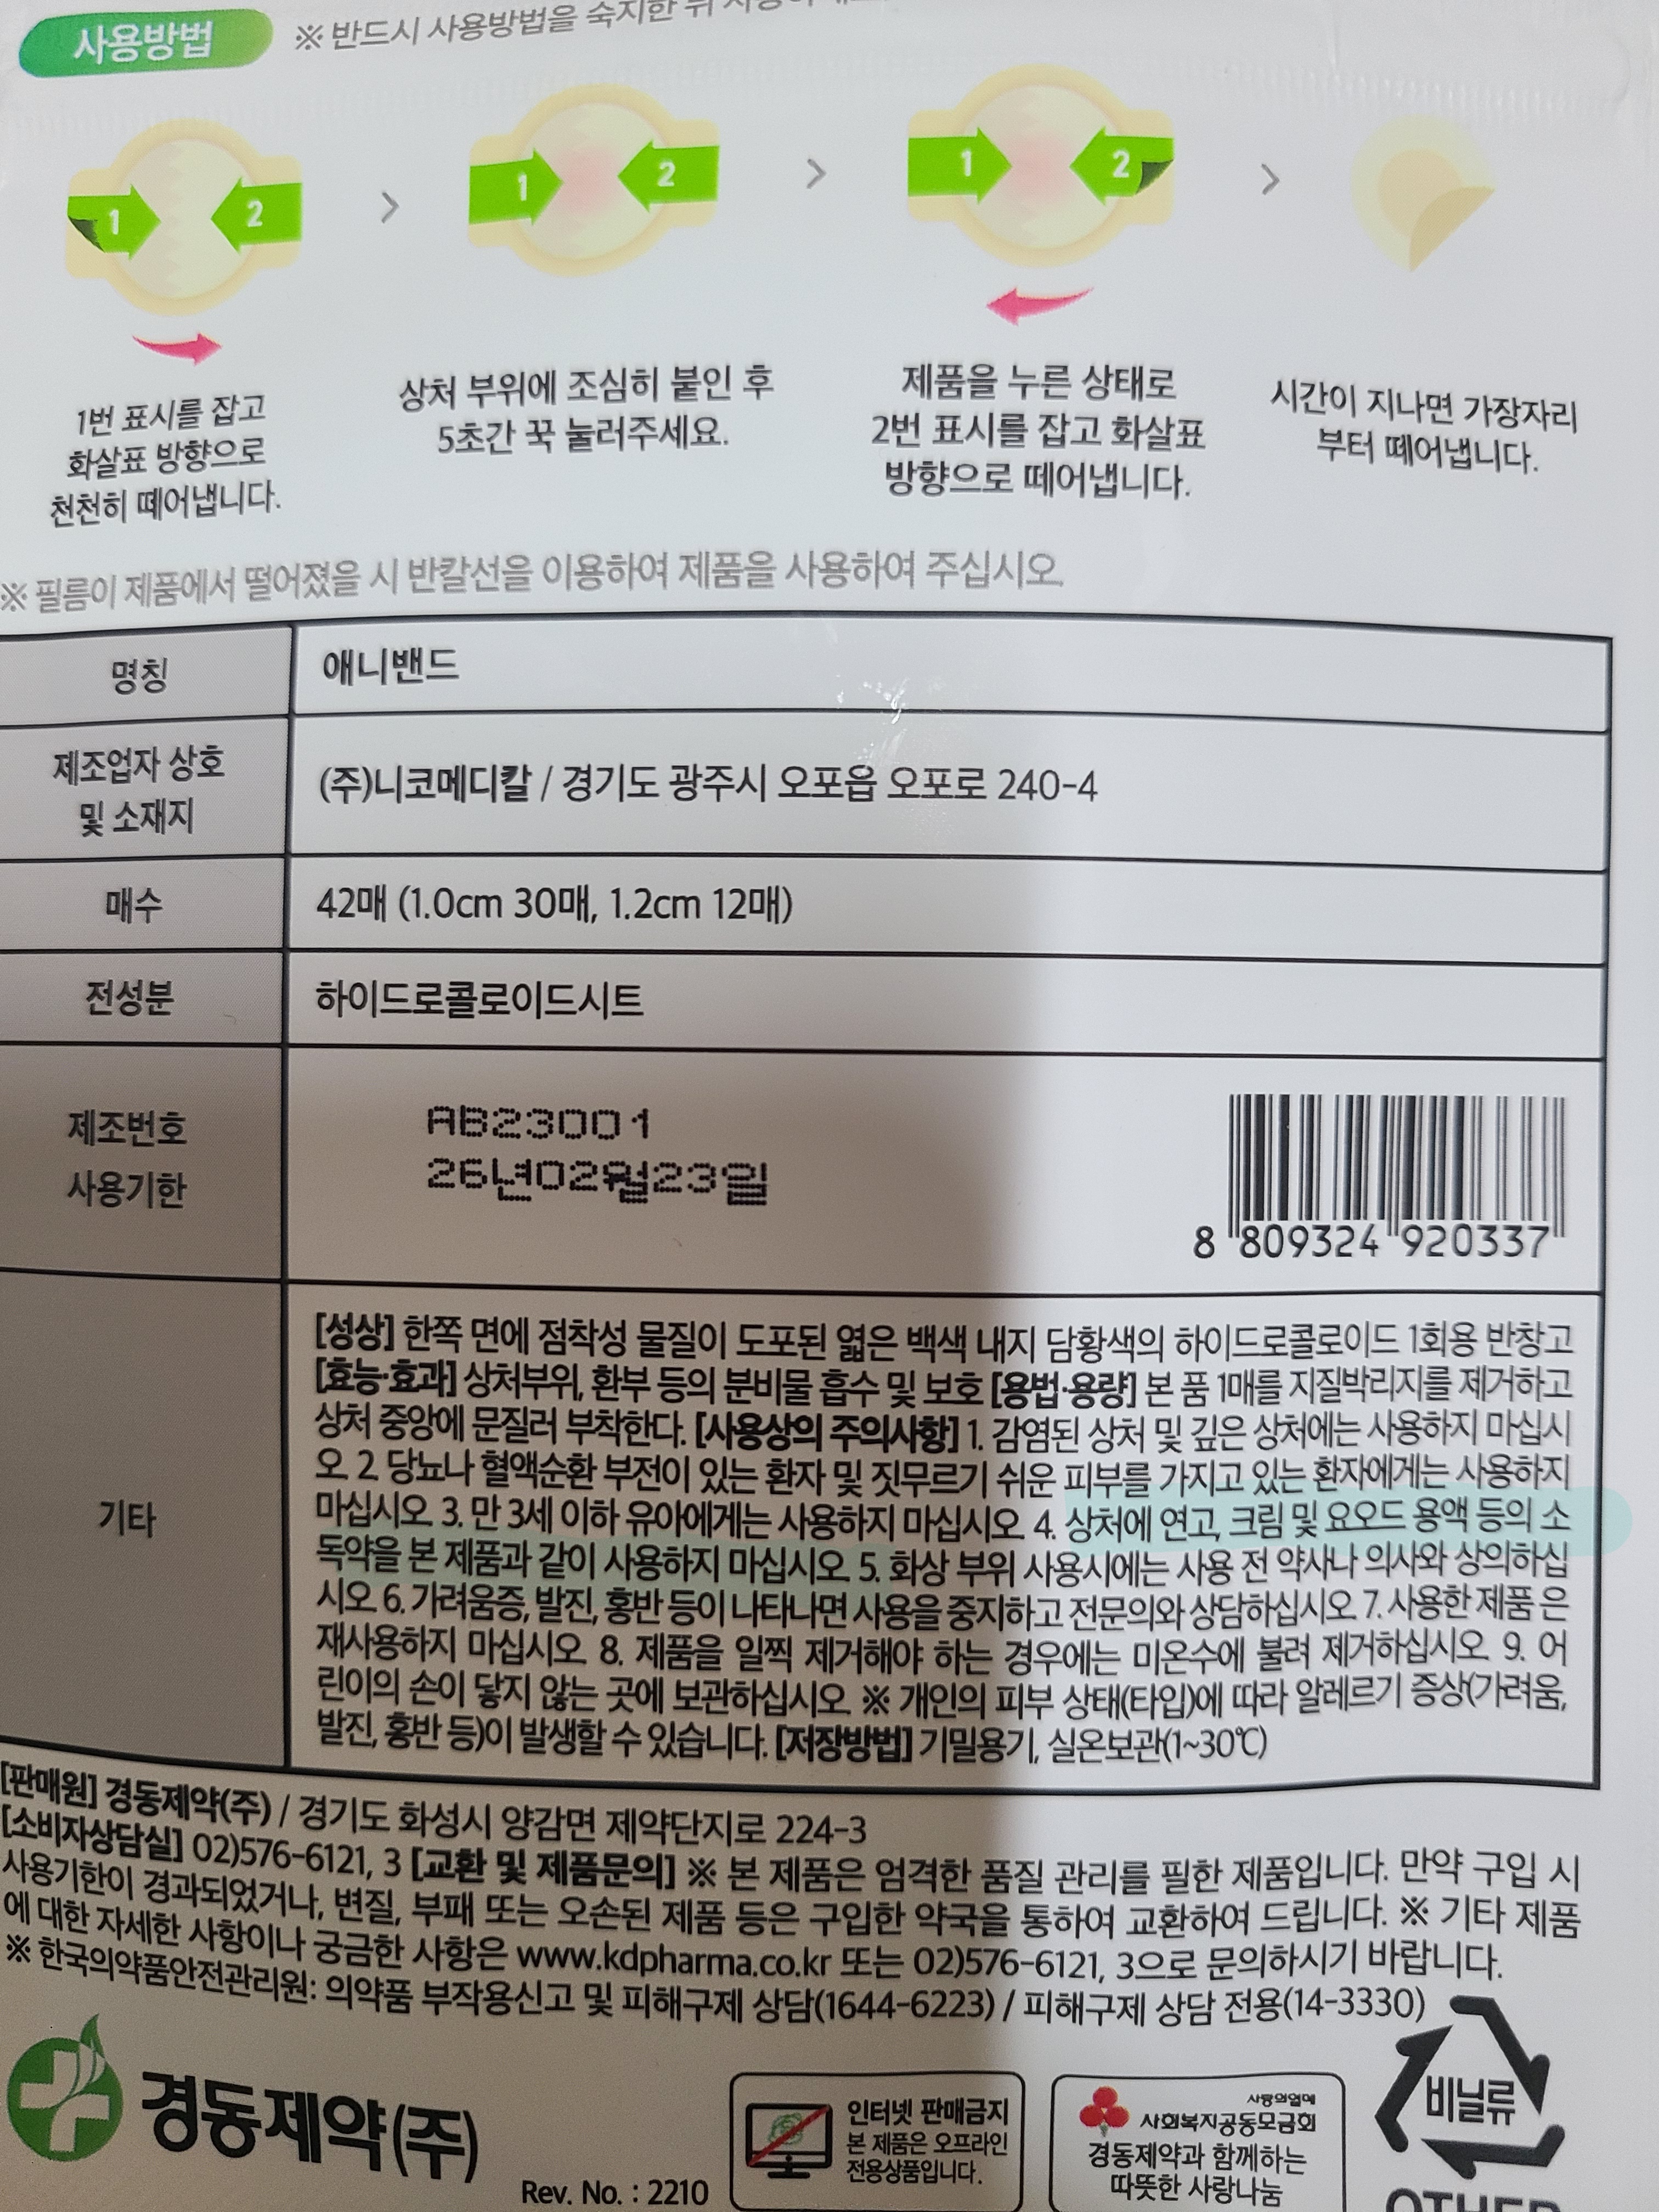 사용방법
※ 반드시 사용방법을 숙지한 뒤
1
2
1
2
1
2
1번 표시를 잡고
화살표 방향으로
천천히 떼어냅니다.
상처 부위에 조심히 붙인 후
5초간 꾹 눌러주세요.
제품을 누른 상태로
2번 표시를 잡고 화살표
방향으로 떼어냅니다.
시간이 지나면 가장자리
부터 떼어냅니다.
※ 필름이 제품에서 떨어졌을 시 반칼선을 이용하여 제품을 사용하여 주십시오.
명칭
애니밴드
제조업자 상호
및 소재지
(주)니코메디칼 / 경기도 광주시 오포읍 오포로 240-4
매수
42매 (1.0cm 30매, 1.2cm 12매)
전성분
하이드로콜로이드시트
제조번호
사용기한
AB23001
26년02월23일
8 809324 920337
기타
[성상] 한쪽 면에 점착성 물질이 도포된 엷은 백색 내지 담황색의 하이드로콜로이드 1회용 반창고
[효능·효과] 상처부위, 환부 등의 분비물 흡수 및 보호 [용법·용량] 본 품 1매를 지질박리지를 제거하고
상처 중앙에 문질러 부착한다. [사용상의 주의사항] 1. 감염된 상처 및 깊은 상처에는 사용하지 마십시
오. 2. 당뇨나 혈액순환 부전이 있는 환자 및 짓무르기 쉬운 피부를 가지고 있는 환자에게는 사용하지
마십시오. 3. 만 3세 이하 유아에게는 사용하지 마십시오. 4. 상처에 연고, 크림 및 요오드 용액 등의 소
독약을 본 제품과 같이 사용하지 마십시오. 5. 화상 부위 사용시에는 사용 전 약사나 의사와 상의하십
시오. 6. 가려움증, 발진, 홍반 등이 나타나면 사용을 중지하고 전문의와 상담하십시오. 7. 사용한 제품 은
재사용하지 마십시오. 8. 제품을 일찍 제거해야 하는 경우에는 미온수에 불려 제거하십시오. 9. 어
린이의 손이 닿지 않는 곳에 보관하십시오. ※ 개인의 피부 상태(타입)에 따라 알레르기 증상(가려움,
발진, 홍반 등)이 발생할 수 있습니다. [저장방법] 기밀용기, 실온보관(1~30℃)
[판매원] 경동제약(주) / 경기도 화성시 양감면 제약단지로 224-3
[소비자상담실] 02)576-6121, 3 [교환 및 제품문의] ※ 본 제품은 엄격한 품질 관리를 필한 제품입니다. 만약 구입 시
사용기한이 경과되었거나, 변질, 부패 또는 오손된 제품 등은 구입한 약국을 통하여 교환하여 드립니다. ※ 기타 제품
에 대한 자세한 사항이나 궁금한 사항은 www.kdpharma.co.kr 또는 02)576-6121, 3으로 문의하시기 바랍니다.
※ 한국의약품안전관리원: 의약품 부작용신고 및 피해구제 상담(1644-6223) / 피해구제 상담 전용(14-3330)
경동제약(주)
Rev. No. : 2210
인터넷 판매금지
본 제품은 오프라인
전용상품입니다.
사랑의열매
사회복지공동모금회
경동제약과 함께하는
따뜻한 사랑나눔
비닐류
OTHER